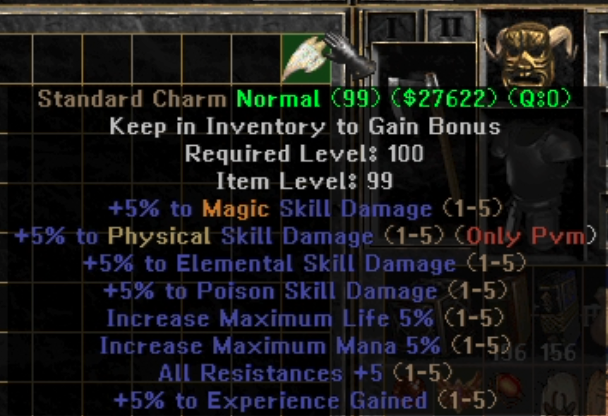 I II
Standard Charm Normal (99) ($27622) (Q:0)
Keep in Inventory to Gain Bonus
Required Level: 100
Item Level: 99
+5% to Magic Skill Damage (1-5)
+5% to Physical Skill Damage (1-5) (Only Pvm)
+5% to Elemental Skill Damage (1-5)
+5% to Poison Skill Damage (1-5)
Increase Maximum Life 5% (1-5)
Increase Maximum Mana 5% (1-5)
156
All Resistances +5 (1-5)
+5% to Experience Gained (1-5)